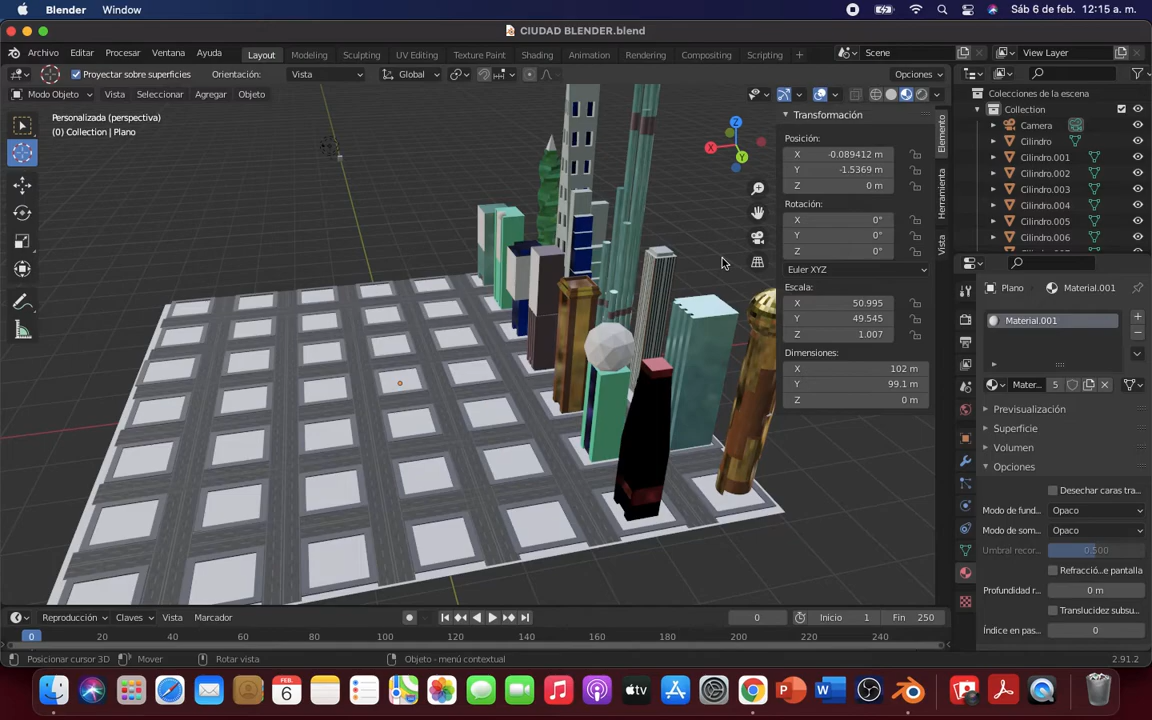 Blender Window
Sáb 6 de feb. 12:15 a. m.
CIUDAD BLENDER.blend
Archivo Editar Procesar Ventana Ayuda
Layout Modeling Sculpting UV Editing Texture Paint Shading Animation Rendering Compositing Scripting +
Scene
View Layer
Proyectar sobre superficies Orientación: Vista Global Opciones
Modo Objeto Vista Seleccionar Agregar Objeto
Personalizada (perspectiva)
(0) Collection | Plano
X
Y
Z
Transformación
Posición:
X -0.089412 m
Y -1.5369 m
Z 0 m
Rotación:
X 0°
Y 0°
Z 0°
Euler XYZ
Escala:
X 50.995
Y 49.545
Z 1.007
Dimensiones:
X 102 m
Y 99.1 m
Z 0 m
Elemento
Herramienta
Vista
Colecciones de la escena
Collection
Camera
Cilindro
Cilindro.001
Cilindro.002
Cilindro.003
Cilindro.004
Cilindro.005
Cilindro.006
Plano Material.001
Material.001
Mater... 5
Previsualización
Superficie
Volumen
Opciones
Desechar caras tra...
Modo de fund... Opaco
Modo de som... Opaco
Umbral recor... 0.500
Refracció...e pantalla
Profundidad r... 0 m
Translucidez subsu...
Índice en pas... 0
Reproducción Claves Vista Marcador
0 Inicio 1 Fin 250
0 20 40 60 80 100 120 140 160 180 200 220 240
Posicionar cursor 3D Mover Rotar vista Objeto - menú contextual 2.91.2
FEB
6
tv